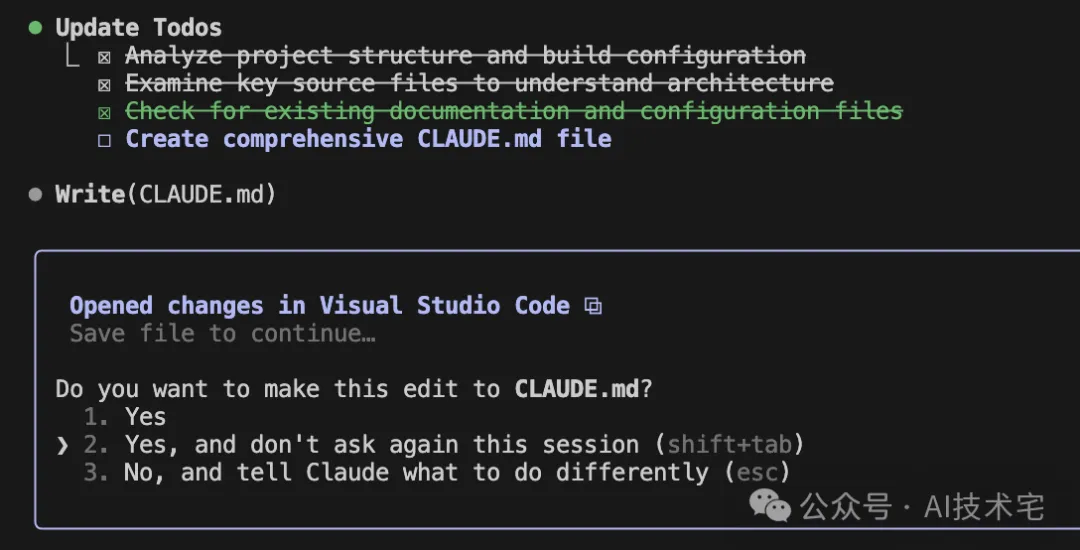 ● Update Todos
⎿ ☒ Analyze project structure and build configuration
☒ Examine key source files to understand architecture
☒ Check for existing documentation and configuration files
☐ Create comprehensive CLAUDE.md file
● Write(CLAUDE.md)
Opened changes in Visual Studio Code ⧉
Save file to continue…
Do you want to make this edit to CLAUDE.md?
1. Yes
❯ 2. Yes, and don't ask again this session (shift+tab)
3. No, and tell Claude what to do differently (esc)
公众号 · AI技术宅